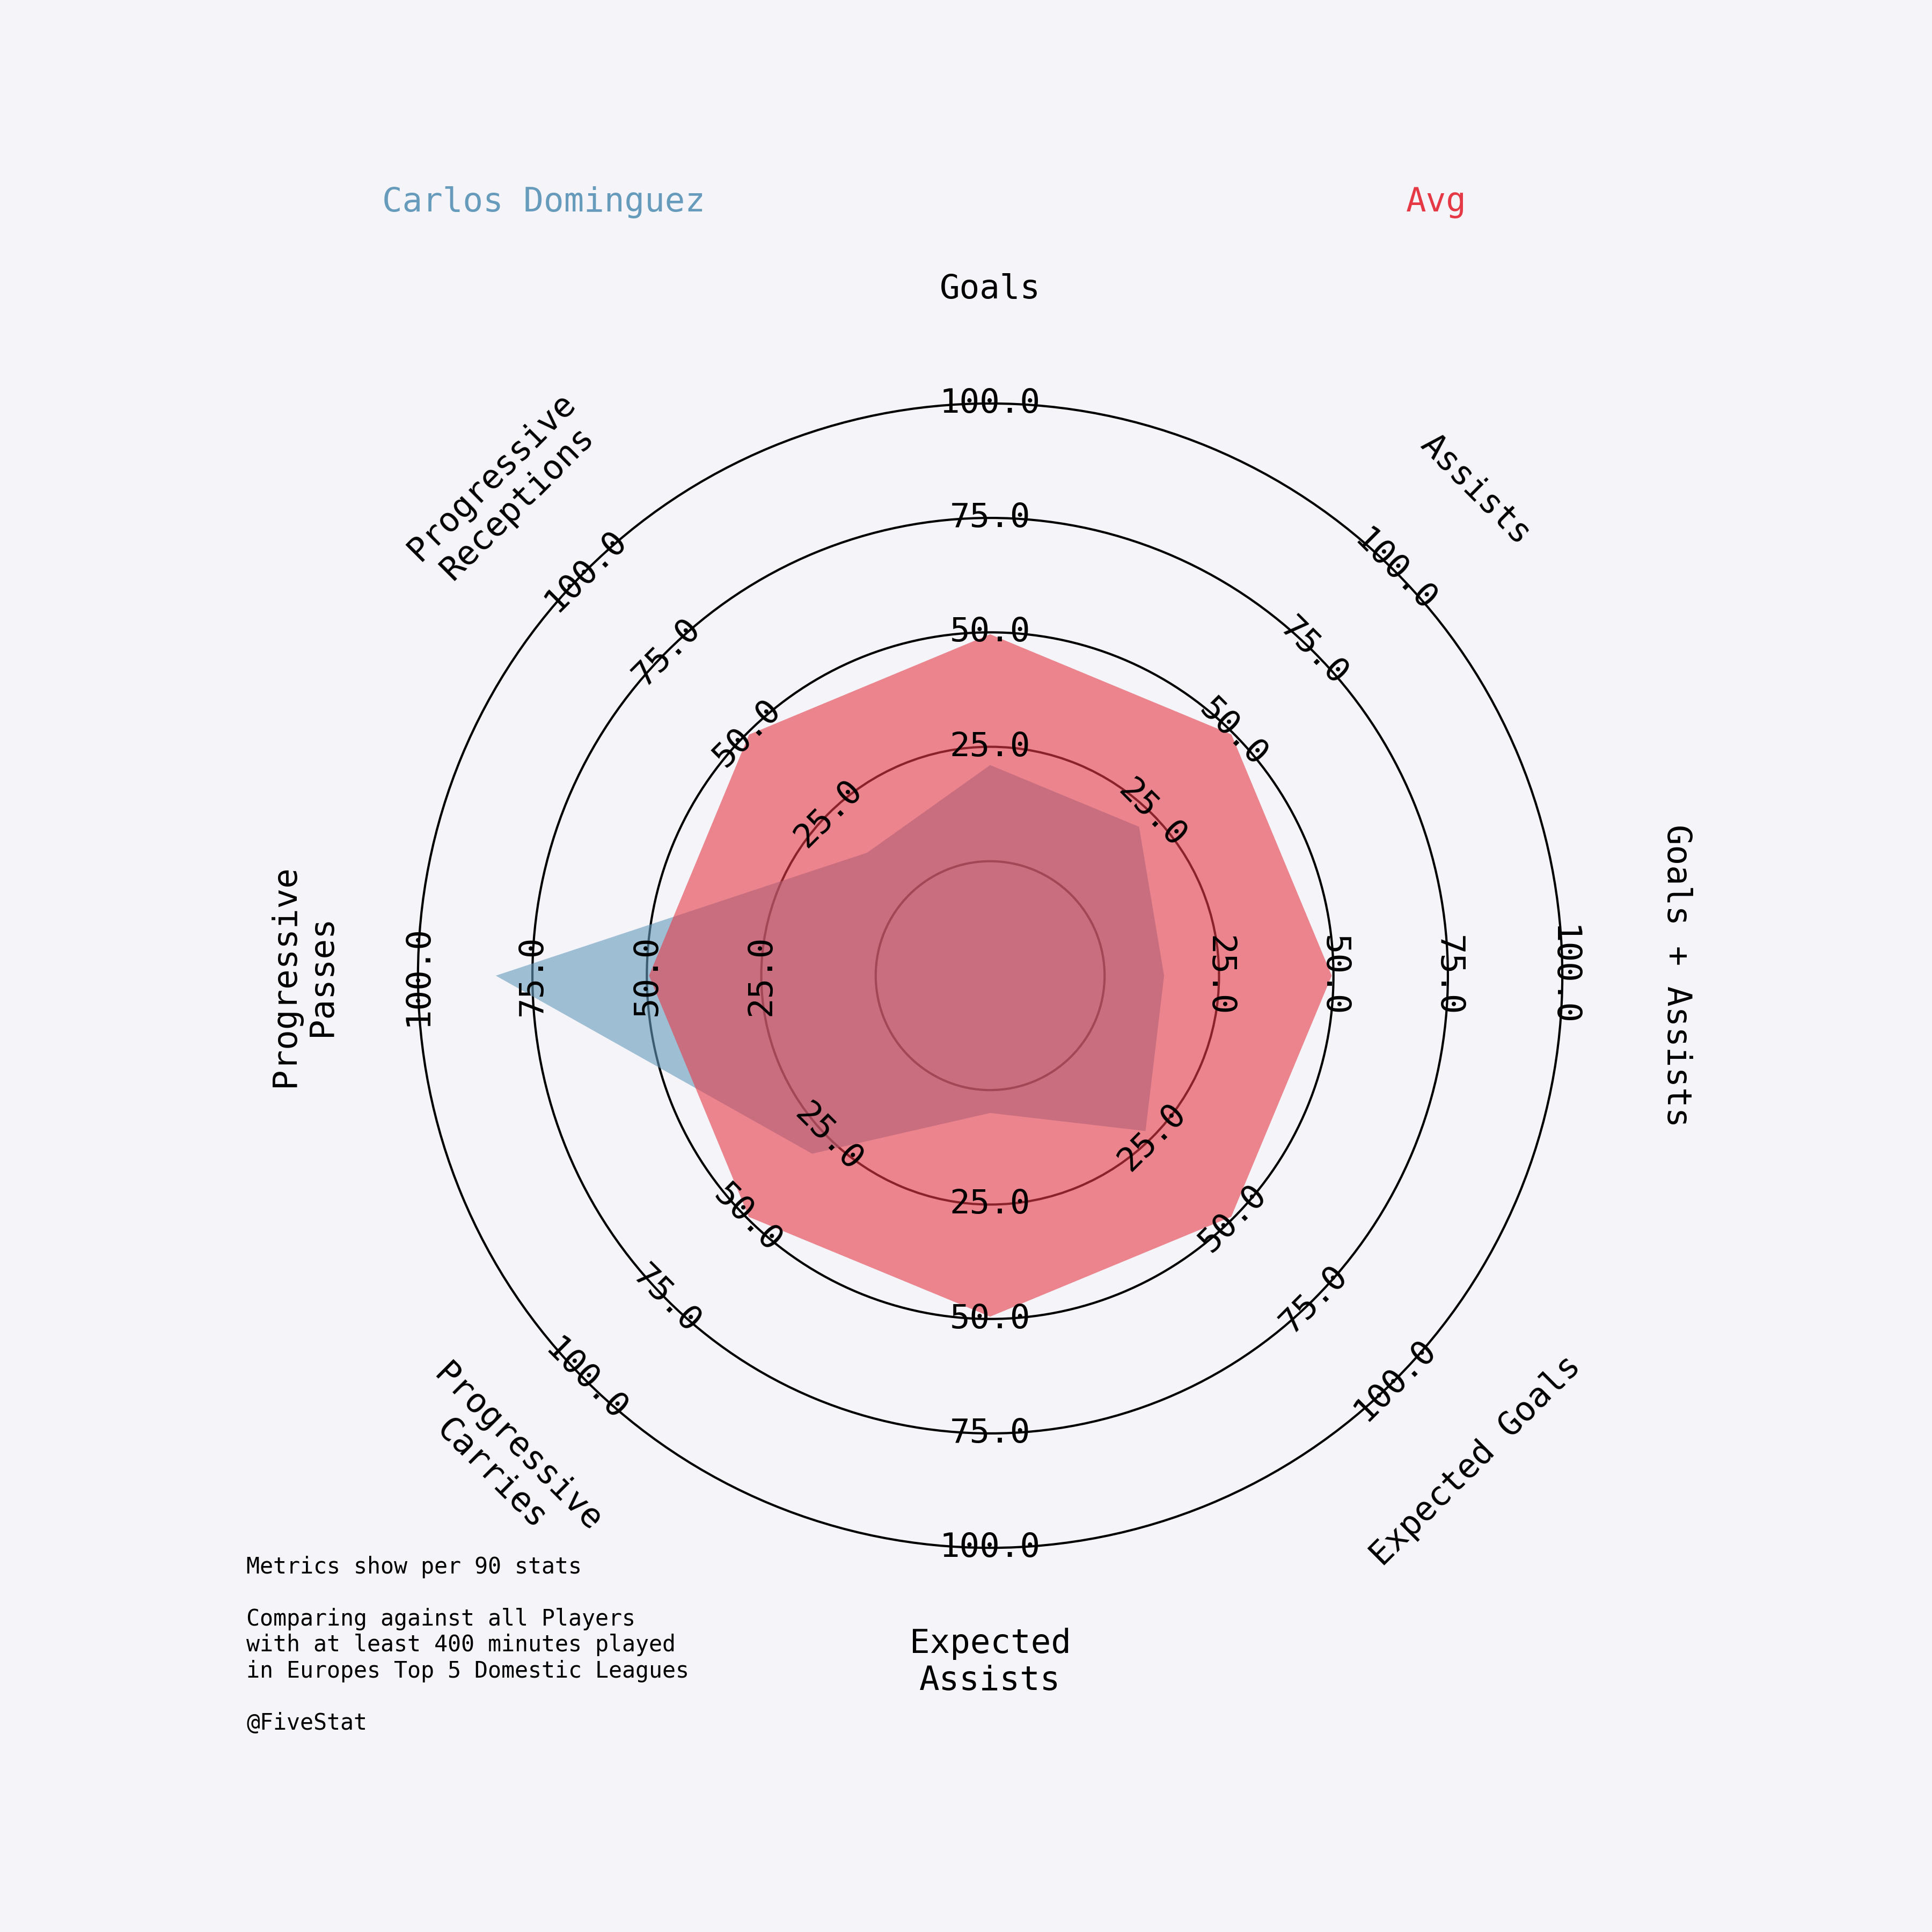 Carlos Dominguez
Avg
Goals
Progressive
Receptions
Assists
100.0
100.0
100.0
75.0
75.0
75.0
50.0
50.0
50.0
25.0
25.0
25.0
Progressive
Passes
100.0
75.0
50.0
25.0
25.0
50.0
75.0
100.0
Goals + Assists
25.0
25.0
25.0
50.0
50.0
50.0
75.0
75.0
75.0
100.0
100.0
100.0
Progressive
Carries
Expected Goals
Expected
Assists
Metrics show per 90 stats
Comparing against all Players
with at least 400 minutes played
in Europes Top 5 Domestic Leagues
@FiveStat